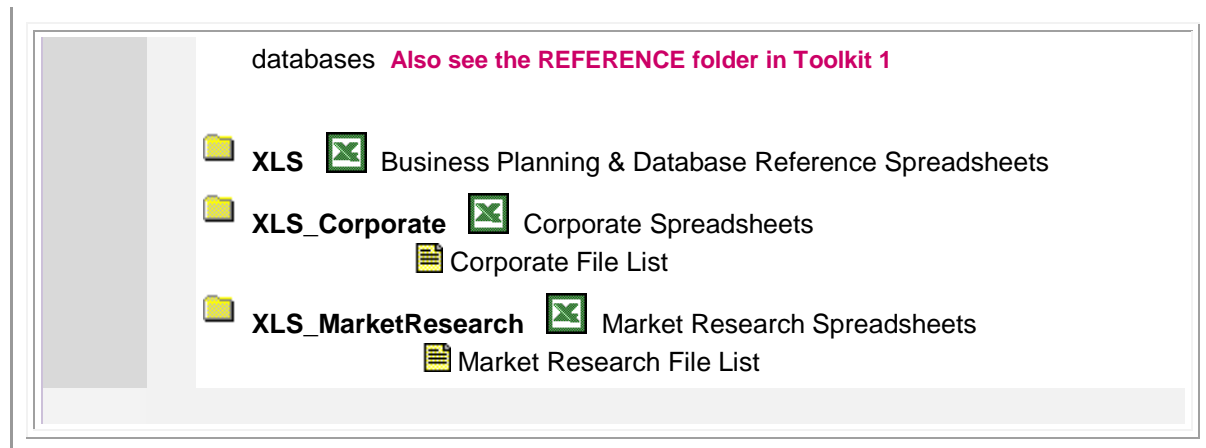 databases Also see the REFERENCE folder in Toolkit 1
XLS Business Planning & Database Reference Spreadsheets
XLS_Corporate Corporate Spreadsheets
Corporate File List
XLS_MarketResearch Market Research Spreadsheets
Market Research File List